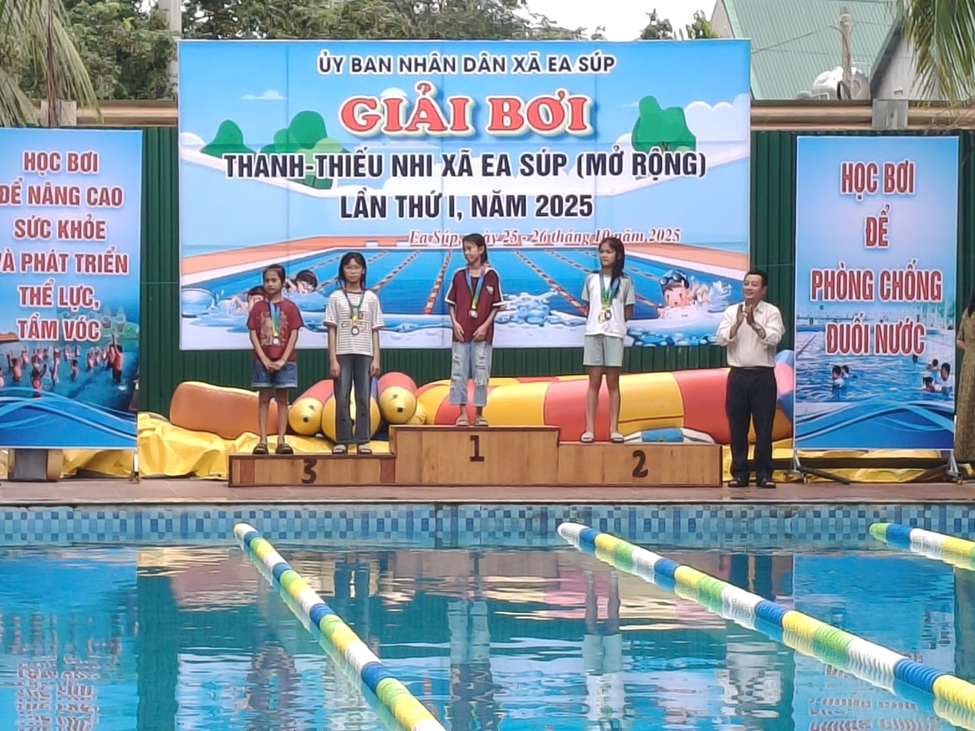 ỦY BAN NHÂN DÂN XÃ EA SÚP
GIẢI BƠI
THANH-THIẾU NHI XÃ EA SÚP (MỞ RỘNG)
LẦN THỨ I, NĂM 2025
Ea Súp, ngày 25 - 26 tháng 10 năm 2025
HỌC BƠI
ĐỂ NÂNG CAO
SỨC KHỎE
VÀ PHÁT TRIỂN
THỂ LỰC,
TẦM VÓC
HỌC BƠI
ĐỂ
PHÒNG CHỐNG
ĐUỐI NƯỚC
3
1
2